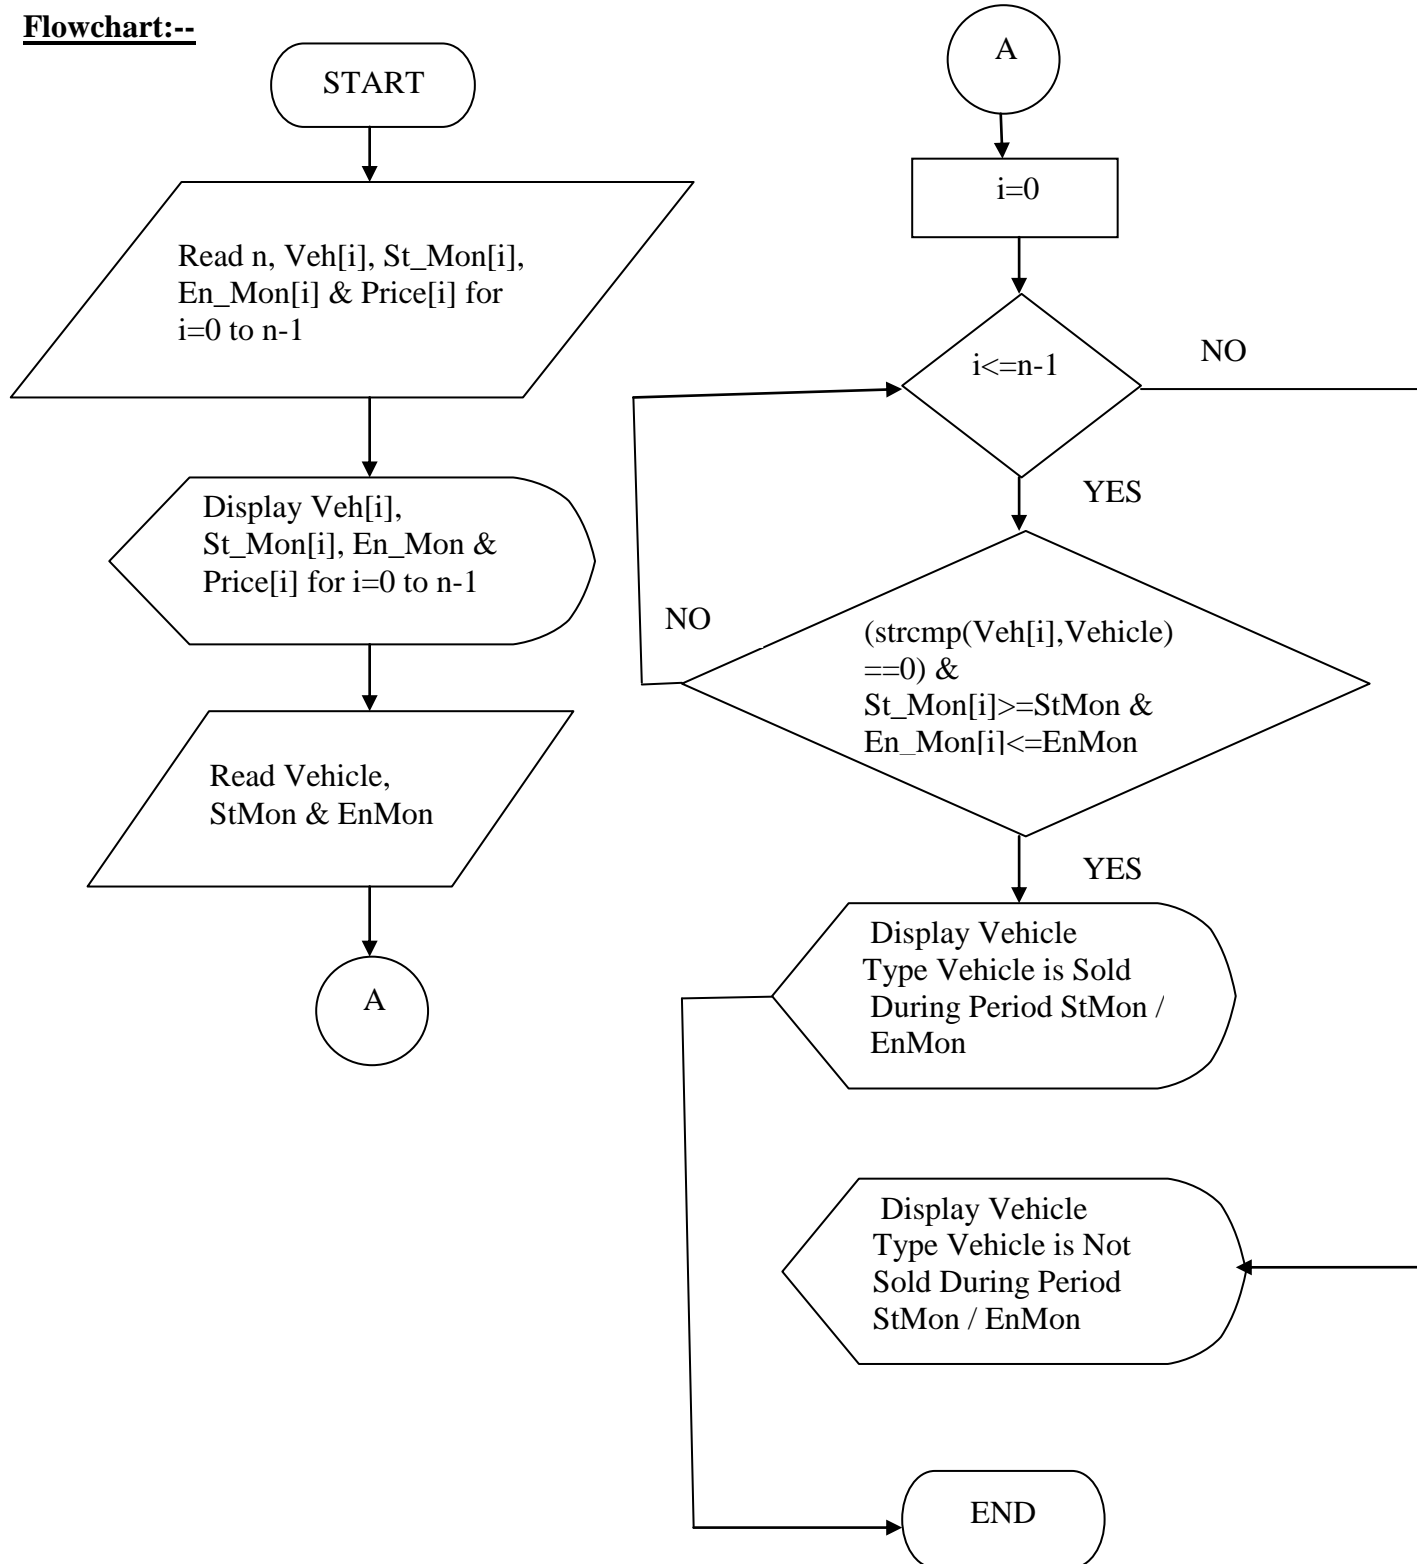 Flowchart:--
START
Read n, Veh[i], St_Mon[i],
En_Mon[i] & Price[i] for
i=0 to n-1
Display Veh[i],
St_Mon[i], En_Mon &
Price[i] for i=0 to n-1
Read Vehicle,
StMon & EnMon
A
A
i=0
i<=n-1
NO
YES
NO
(strcmp(Veh[i],Vehicle)
==0) &
St_Mon[i]>=StMon &
En_Mon[i]<=EnMon
YES
Display Vehicle
Type Vehicle is Sold
During Period StMon /
EnMon
Display Vehicle
Type Vehicle is Not
Sold During Period
StMon / EnMon
END